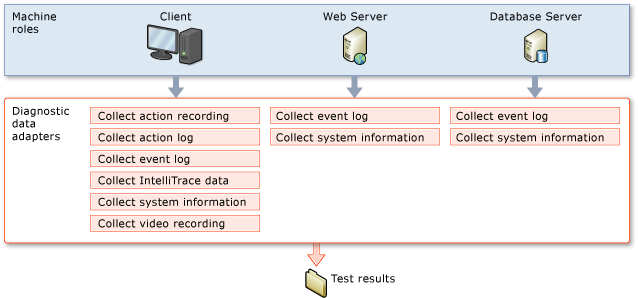 Machine roles
Client
Web Server
Database Server
Diagnostic data adapters
Collect action recording
Collect action log
Collect event log
Collect IntelliTrace data
Collect system information
Collect video recording
Collect event log
Collect system information
Collect event log
Collect system information
Test results